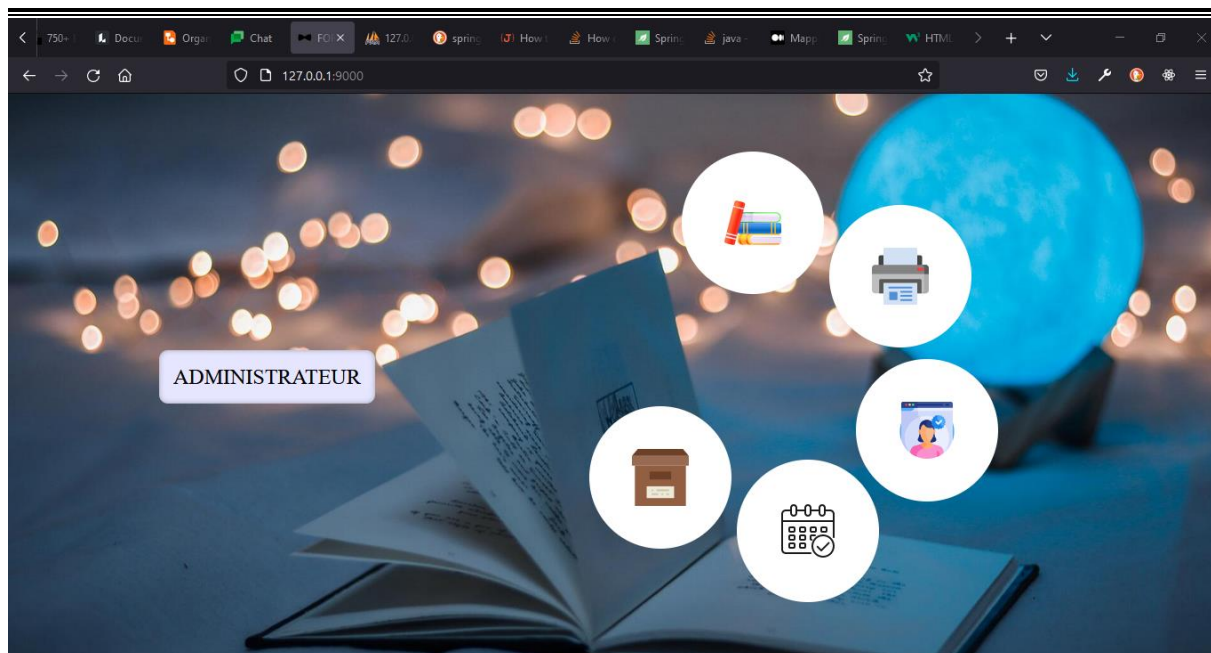 750+ Docu Organ Chat FO 127.0. spring How t How Spring java - Mapp Spring HTML
127.0.0.1:9000
ADMINISTRATEUR